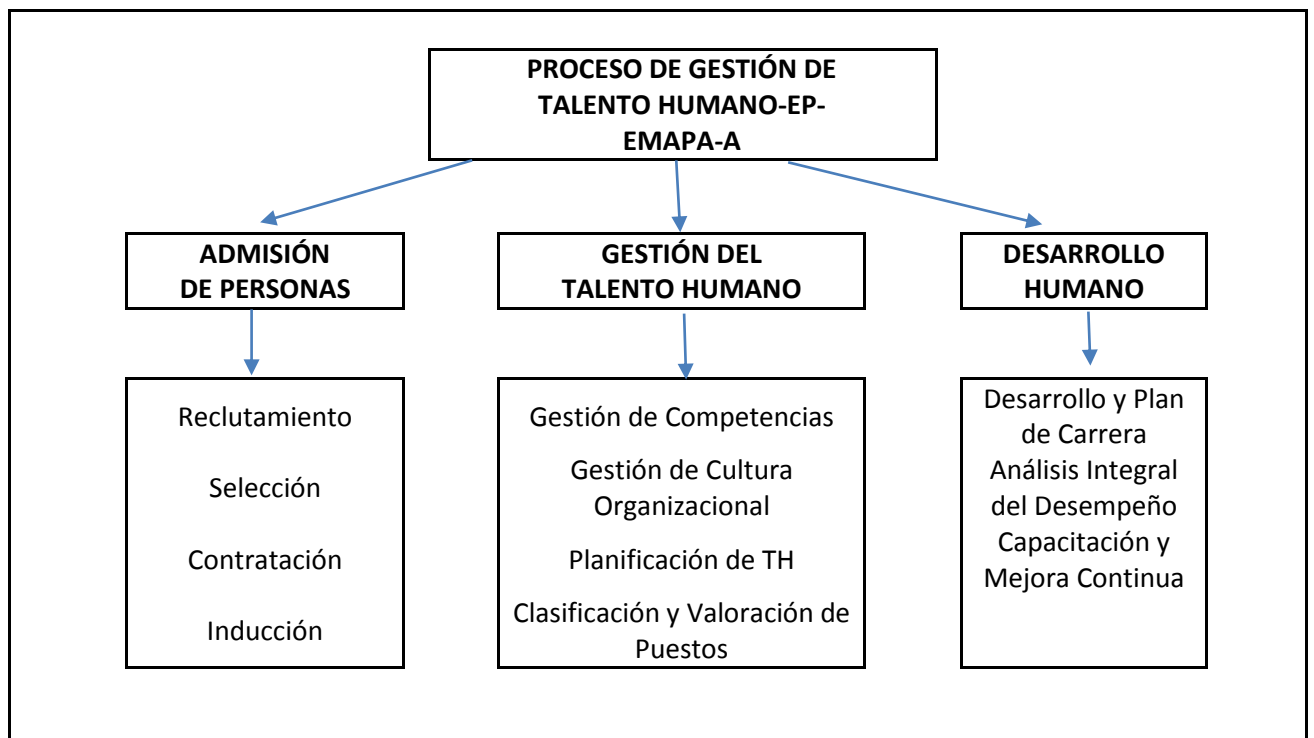 PROCESO DE GESTIÓN DE
TALENTO HUMANO-EP-
EMAPA-A
ADMISIÓN
DE PERSONAS
GESTIÓN DEL
TALENTO HUMANO
DESARROLLO
HUMANO
Reclutamiento
Selección
Contratación
Inducción
Gestión de Competencias
Gestión de Cultura
Organizacional
Planificación de TH
Clasificación y Valoración de
Puestos
Desarrollo y Plan
de Carrera
Análisis Integral
del Desempeño
Capacitación y
Mejora Continua